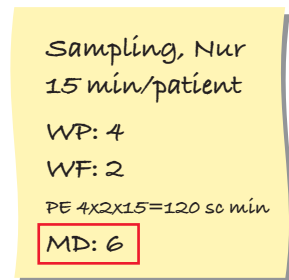 Sampling, Nur
15 min/patient
WP: 4
WF: 2
PE 4x2x15=120 sc min
MD: 6